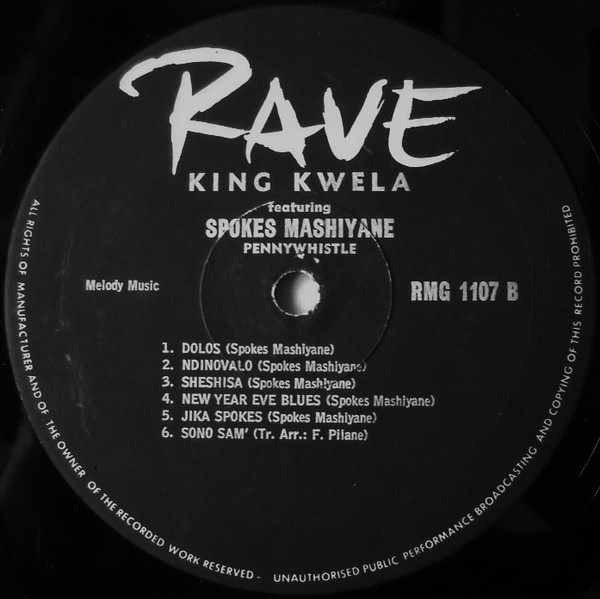 RAVE
KING KWELA
featuring
SPOKES MASHIYANE
PENNYWHISTLE
Melody Music
RMG 1107 B
1. DOLOS (Spokes Mashiyane)
2. NDINOVALO (Spokes Mashiyane)
3. SHESHISA (Spokes Mashiyane)
4. NEW YEAR EVE BLUES (Spokes Mashiyane)
5. JIKA SPOKES (Spokes Mashiyane)
6. SONO SAM' (Tr. Arr.: F. Pilane)
ALL RIGHTS OF MANUFACTURER AND OF THE OWNER OF THE RECORDED WORK RESERVED - UNAUTHORISED PUBLIC PERFORMANCE BROADCASTING AND COPYING OF THIS RECORD PROHIBITED